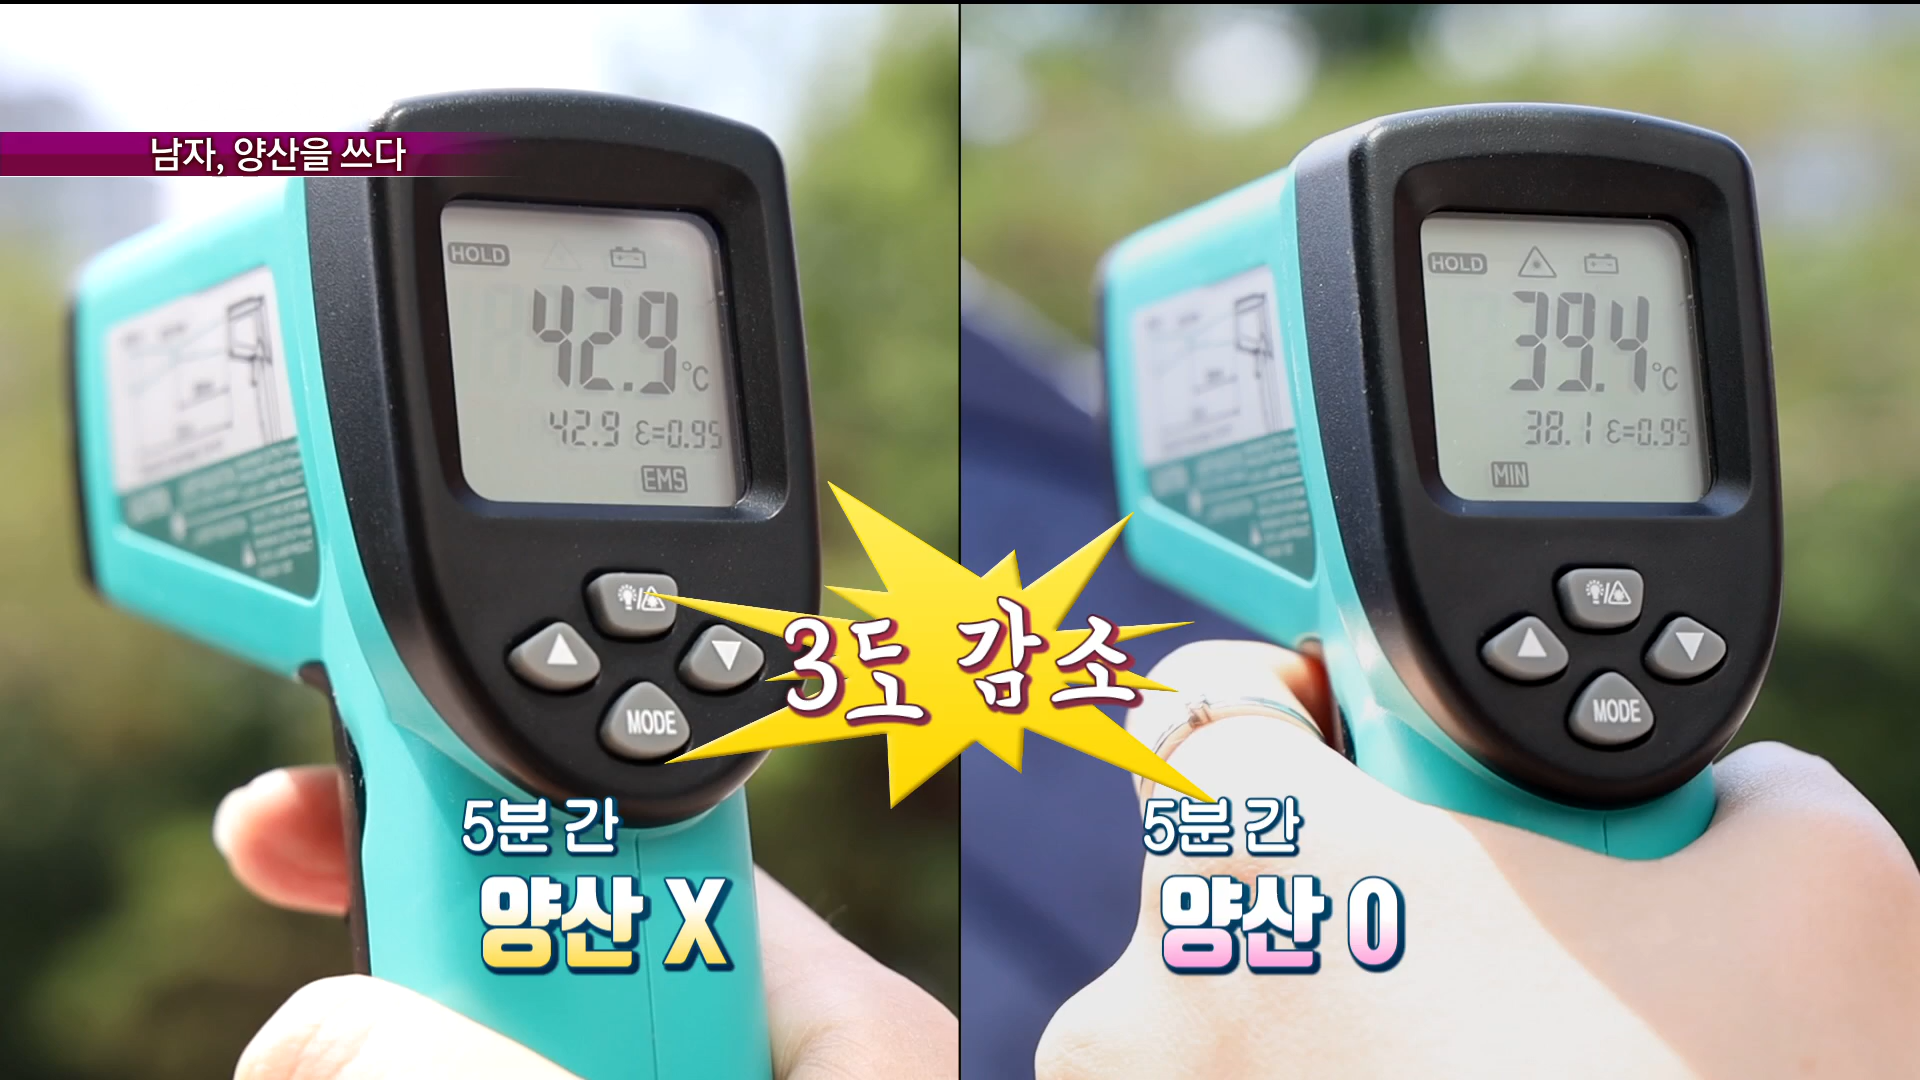 남자, 양산을 쓰다
HOLD
42.9°C
42.9 ε=0.95
EMS
MODE
5분 간
양산 X
3도 감소
HOLD
39.4°C
38.1 ε=0.95
MIN
MODE
5분 간
양산 O